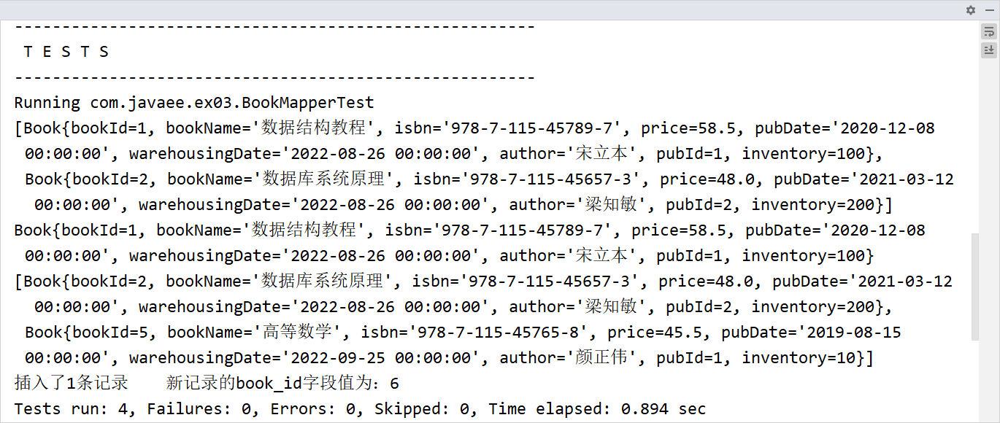 -------------------------------------------------------
T E S T S
-------------------------------------------------------
Running com.javaee.ex03.BookMapperTest
[Book{bookId=1, bookName='数据结构教程', isbn='978-7-115-45789-7', price=58.5, pubDate='2020-12-08
00:00:00', warehousingDate='2022-08-26 00:00:00', author='宋立本', pubId=1, inventory=100},
Book{bookId=2, bookName='数据库系统原理', isbn='978-7-115-45657-3', price=48.0, pubDate='2021-03-12
00:00:00', warehousingDate='2022-08-26 00:00:00', author='梁知敏', pubId=2, inventory=200}]
Book{bookId=1, bookName='数据结构教程', isbn='978-7-115-45789-7', price=58.5, pubDate='2020-12-08
00:00:00', warehousingDate='2022-08-26 00:00:00', author='宋立本', pubId=1, inventory=100}
[Book{bookId=2, bookName='数据库系统原理', isbn='978-7-115-45657-3', price=48.0, pubDate='2021-03-12
00:00:00', warehousingDate='2022-08-26 00:00:00', author='梁知敏', pubId=2, inventory=200},
Book{bookId=5, bookName='高等数学', isbn='978-7-115-45765-8', price=45.5, pubDate='2019-08-15
00:00:00', warehousingDate='2022-09-25 00:00:00', author='颜正伟', pubId=1, inventory=10}]
插入了1条记录    新记录的book_id字段值为：6
Tests run: 4, Failures: 0, Errors: 0, Skipped: 0, Time elapsed: 0.894 sec